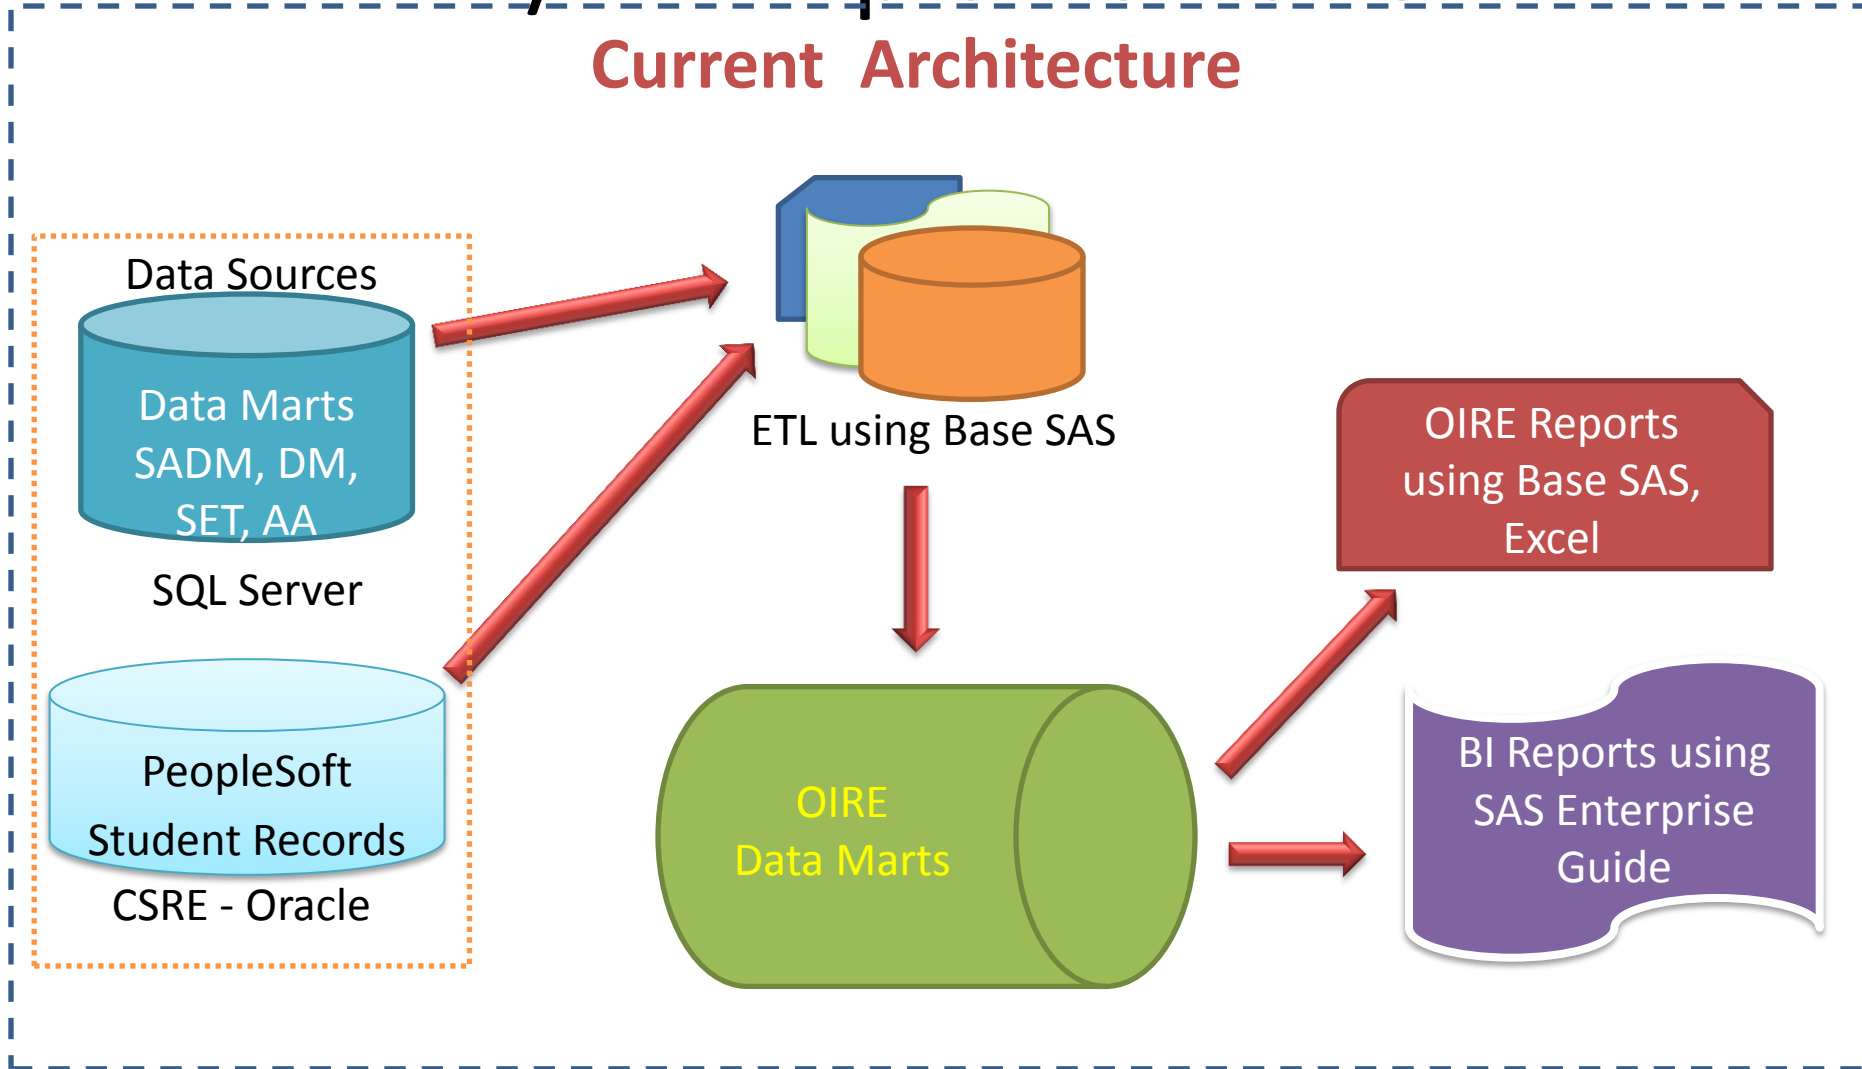 Current Architecture
Data Sources
Data Marts
SADM, DM,
SET, AA
SQL Server
PeopleSoft
Student Records
CSRE - Oracle
ETL using Base SAS
OIRE
Data Marts
OIRE Reports
using Base SAS,
Excel
BI Reports using
SAS Enterprise
Guide